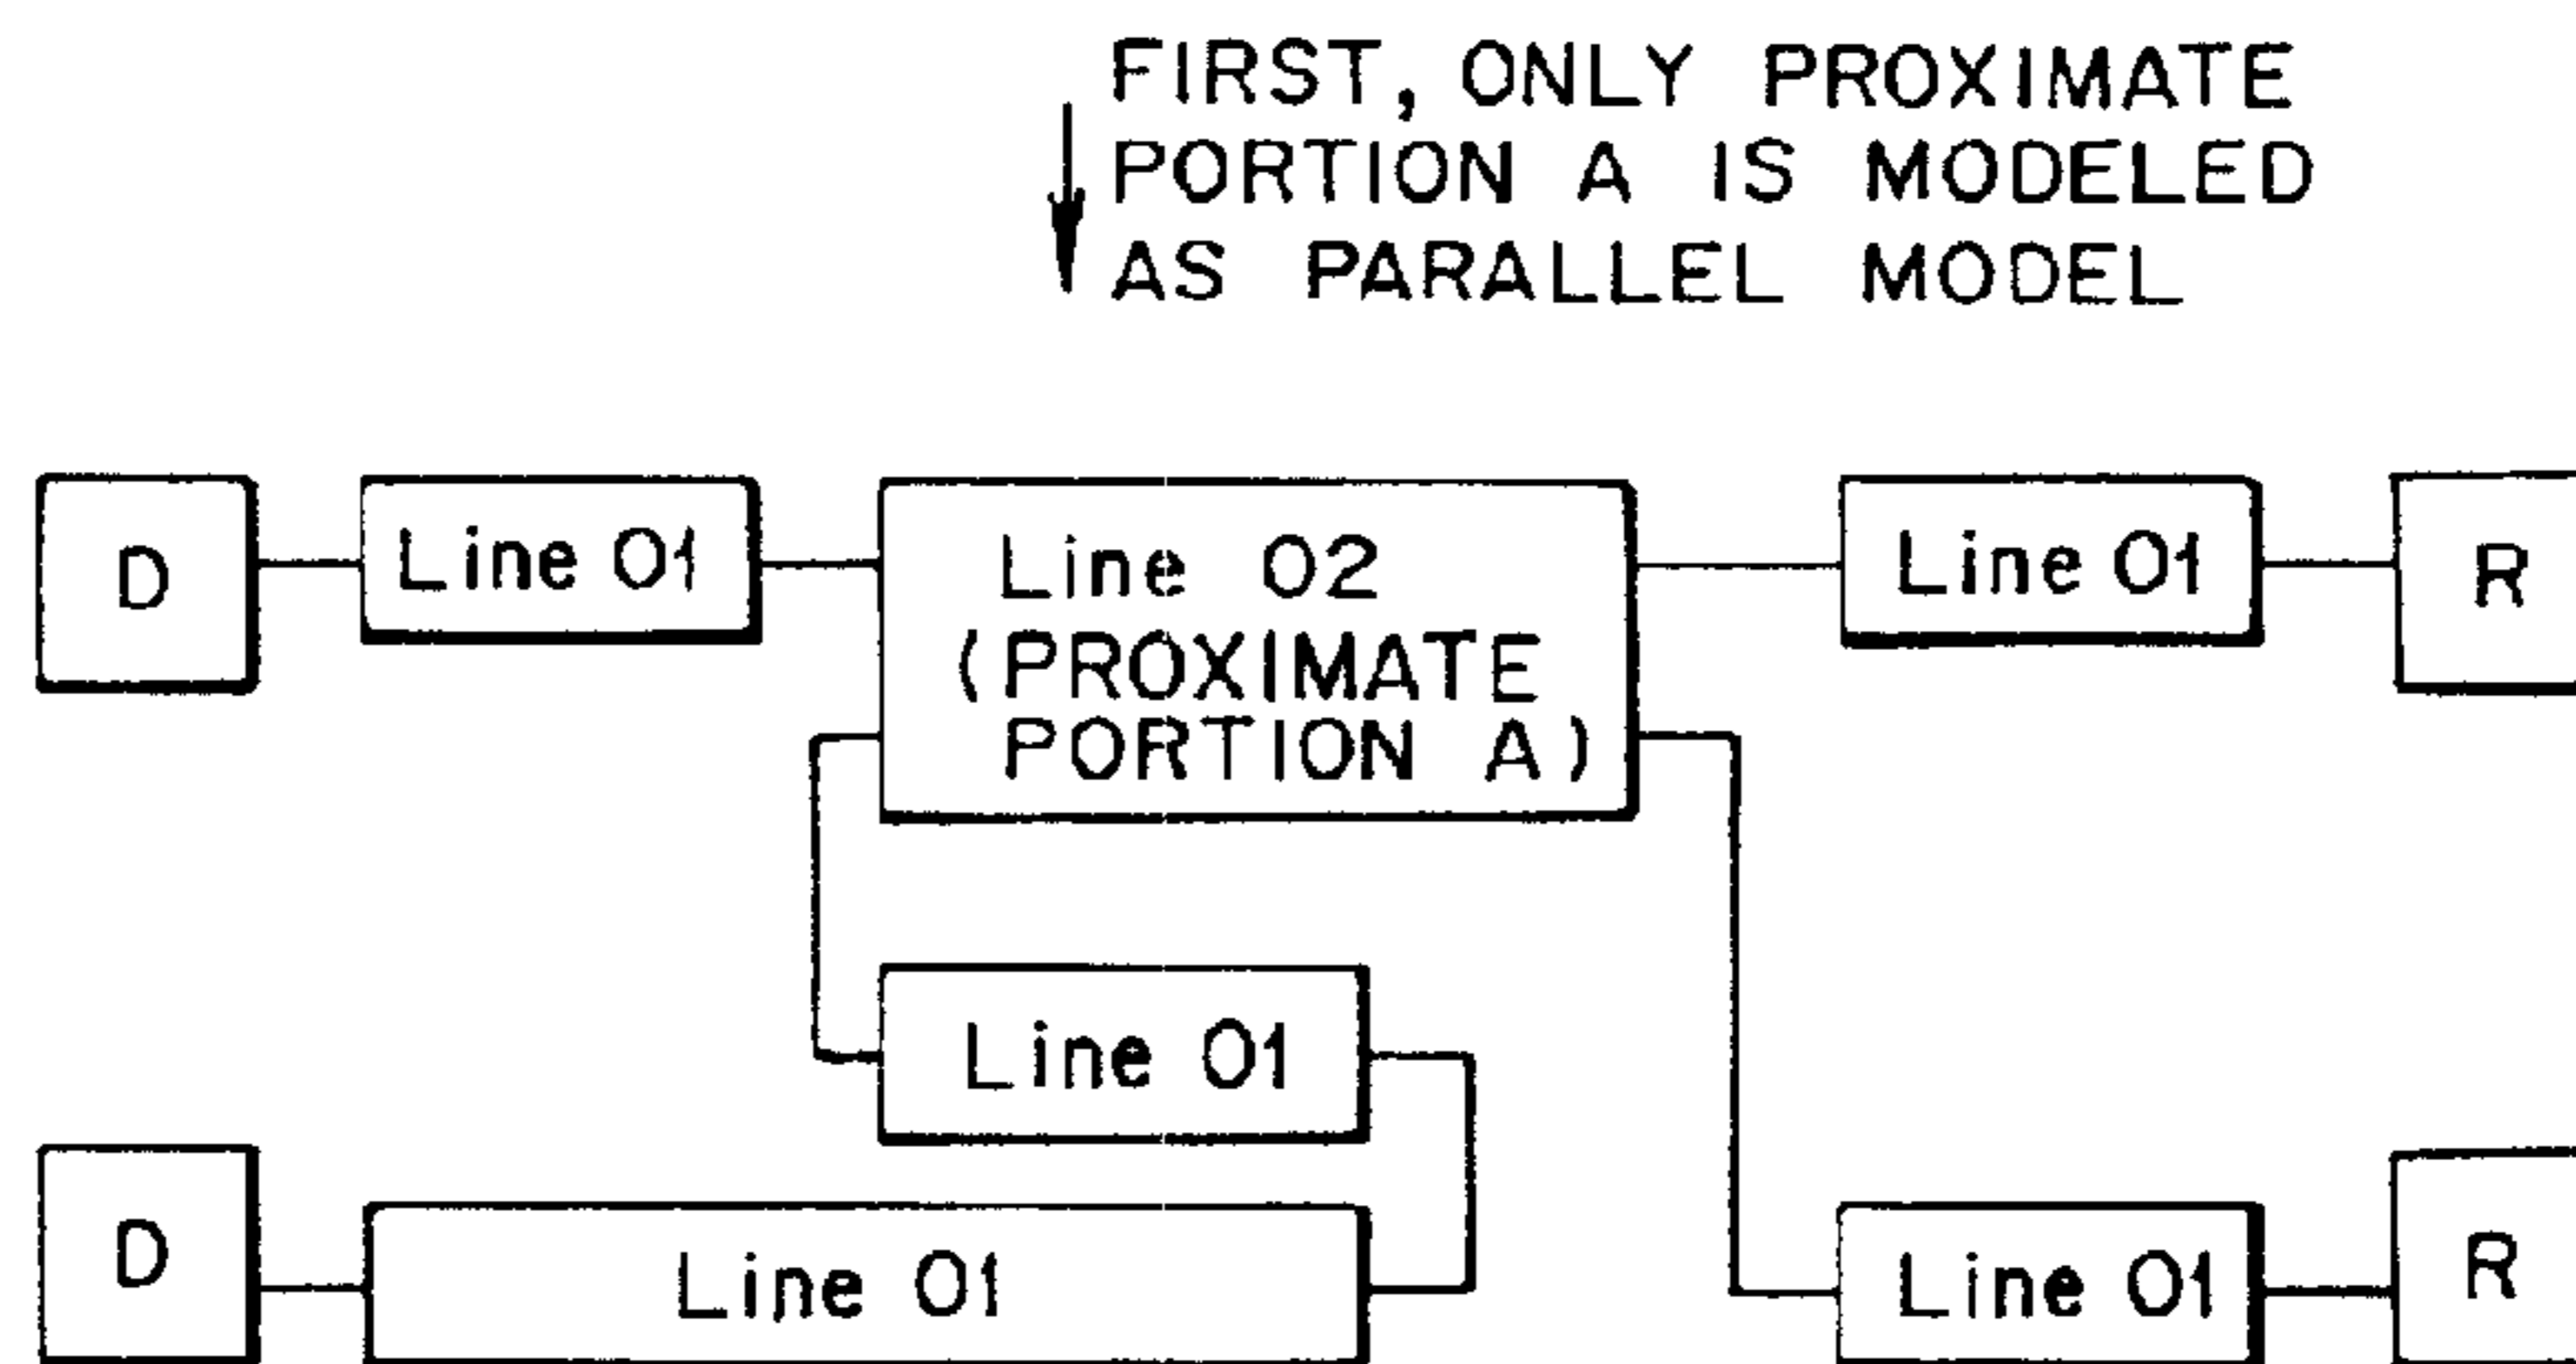 FIRST, ONLY PROXIMATE
PORTION A IS MODELED
AS PARALLEL MODEL
D
Line 01
Line 02
(PROXIMATE
PORTION A)
Line 01
R
Line 01
D
Line 01
Line 01
R